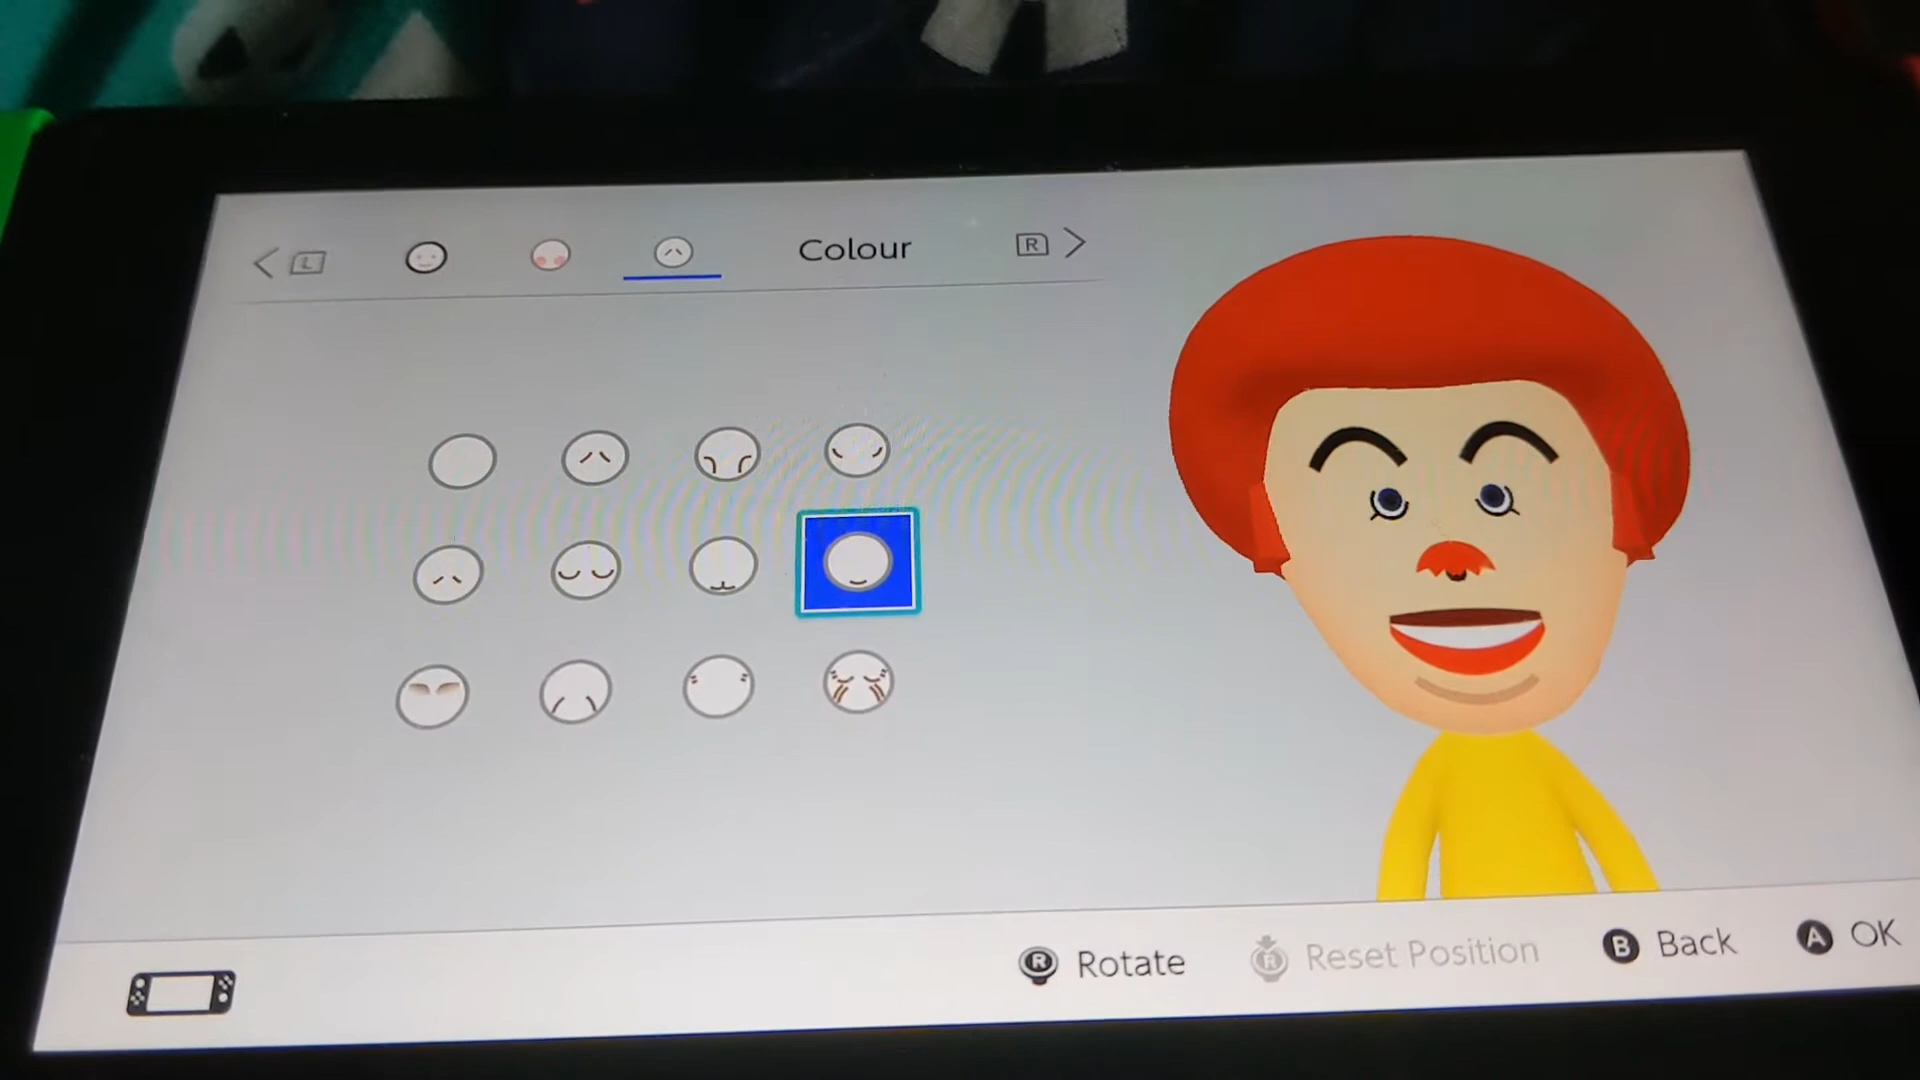 L
Colour
R
R Rotate
R Reset Position
B Back
A OK